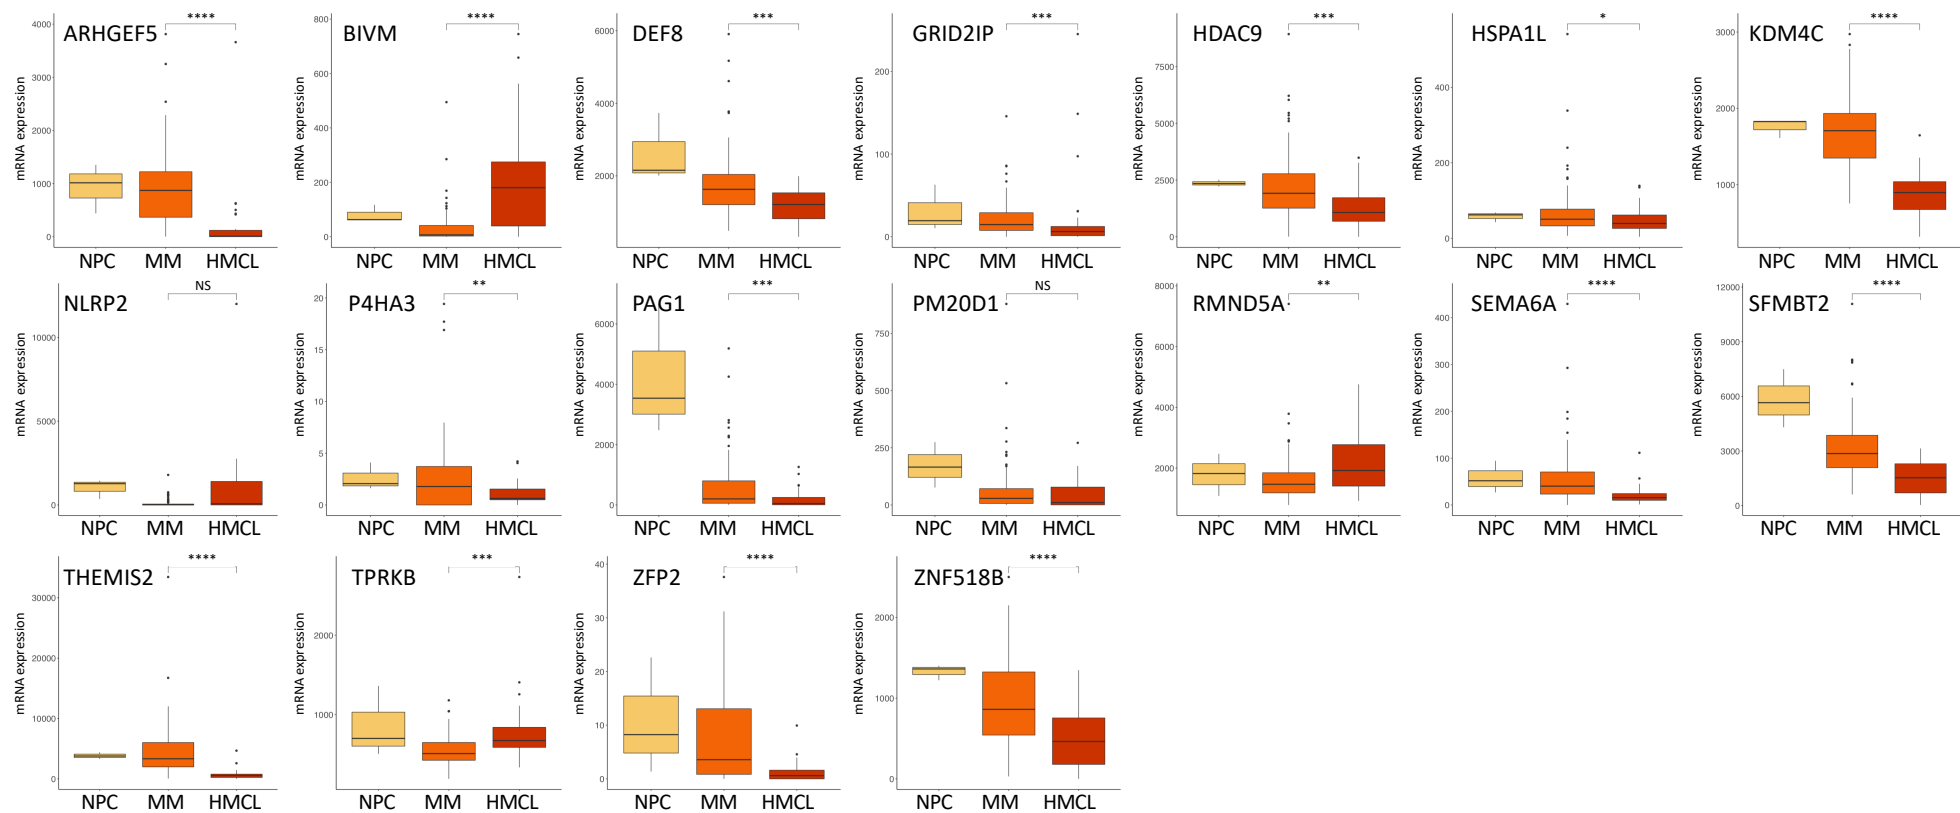 ARHGEF5
****
mRNA expression
4000
3000
2000
1000
0
NPC MM HMCL
BIVM
****
mRNA expression
800
600
400
200
0
NPC MM HMCL
DEF8
***
mRNA expression
6000
4000
2000
NPC MM HMCL
GRID2IP
***
mRNA expression
200
100
0
NPC MM HMCL
HDAC9
***
mRNA expression
7500
5000
2500
0
NPC MM HMCL
HSPA1L
*
mRNA expression
400
200
0
NPC MM HMCL
KDM4C
****
mRNA expression
3000
2000
1000
NPC MM HMCL
NLRP2
NS
mRNA expression
10000
5000
0
NPC MM HMCL
P4HA3
**
mRNA expression
20
15
10
5
0
NPC MM HMCL
PAG1
***
mRNA expression
6000
4000
2000
0
NPC MM HMCL
PM20D1
NS
mRNA expression
750
500
250
0
NPC MM HMCL
RMND5A
**
mRNA expression
8000
6000
4000
2000
NPC MM HMCL
SEMA6A
****
mRNA expression
400
300
200
100
0
NPC MM HMCL
SFMBT2
****
mRNA expression
12000
9000
6000
3000
0
NPC MM HMCL
THEMIS2
****
mRNA expression
30000
20000
10000
0
NPC MM HMCL
TPRKB
***
mRNA expression
2000
1000
NPC MM HMCL
ZFP2
****
mRNA expression
40
30
20
10
0
NPC MM HMCL
ZNF518B
****
mRNA expression
2000
1000
0
NPC MM HMCL